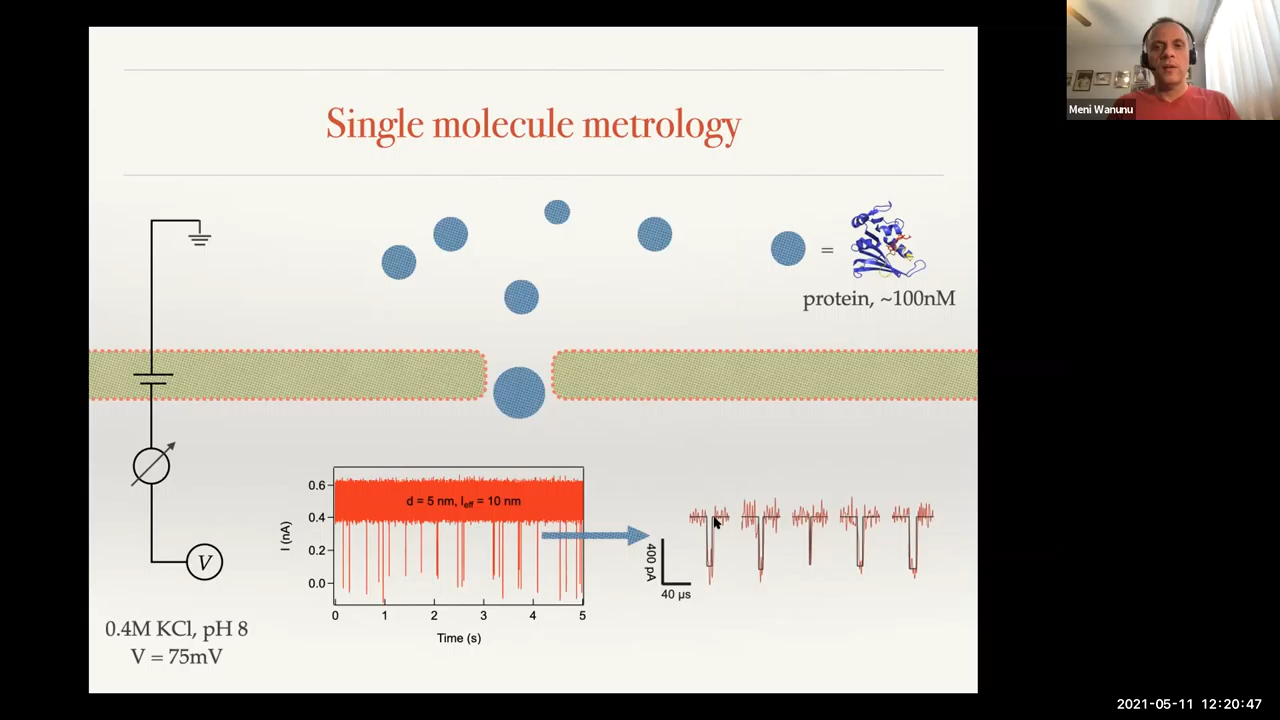 Single molecule metrology
Meni Wanunu
=
protein, ~100nM
V
0.4M KCl, pH 8
V = 75mV
I (nA)
0.6
0.4
0.2
0.0
d = 5 nm, leff = 10 nm
0 1 2 3 4 5
Time (s)
400 pA
40 µs
2021-05-11 12:20:47